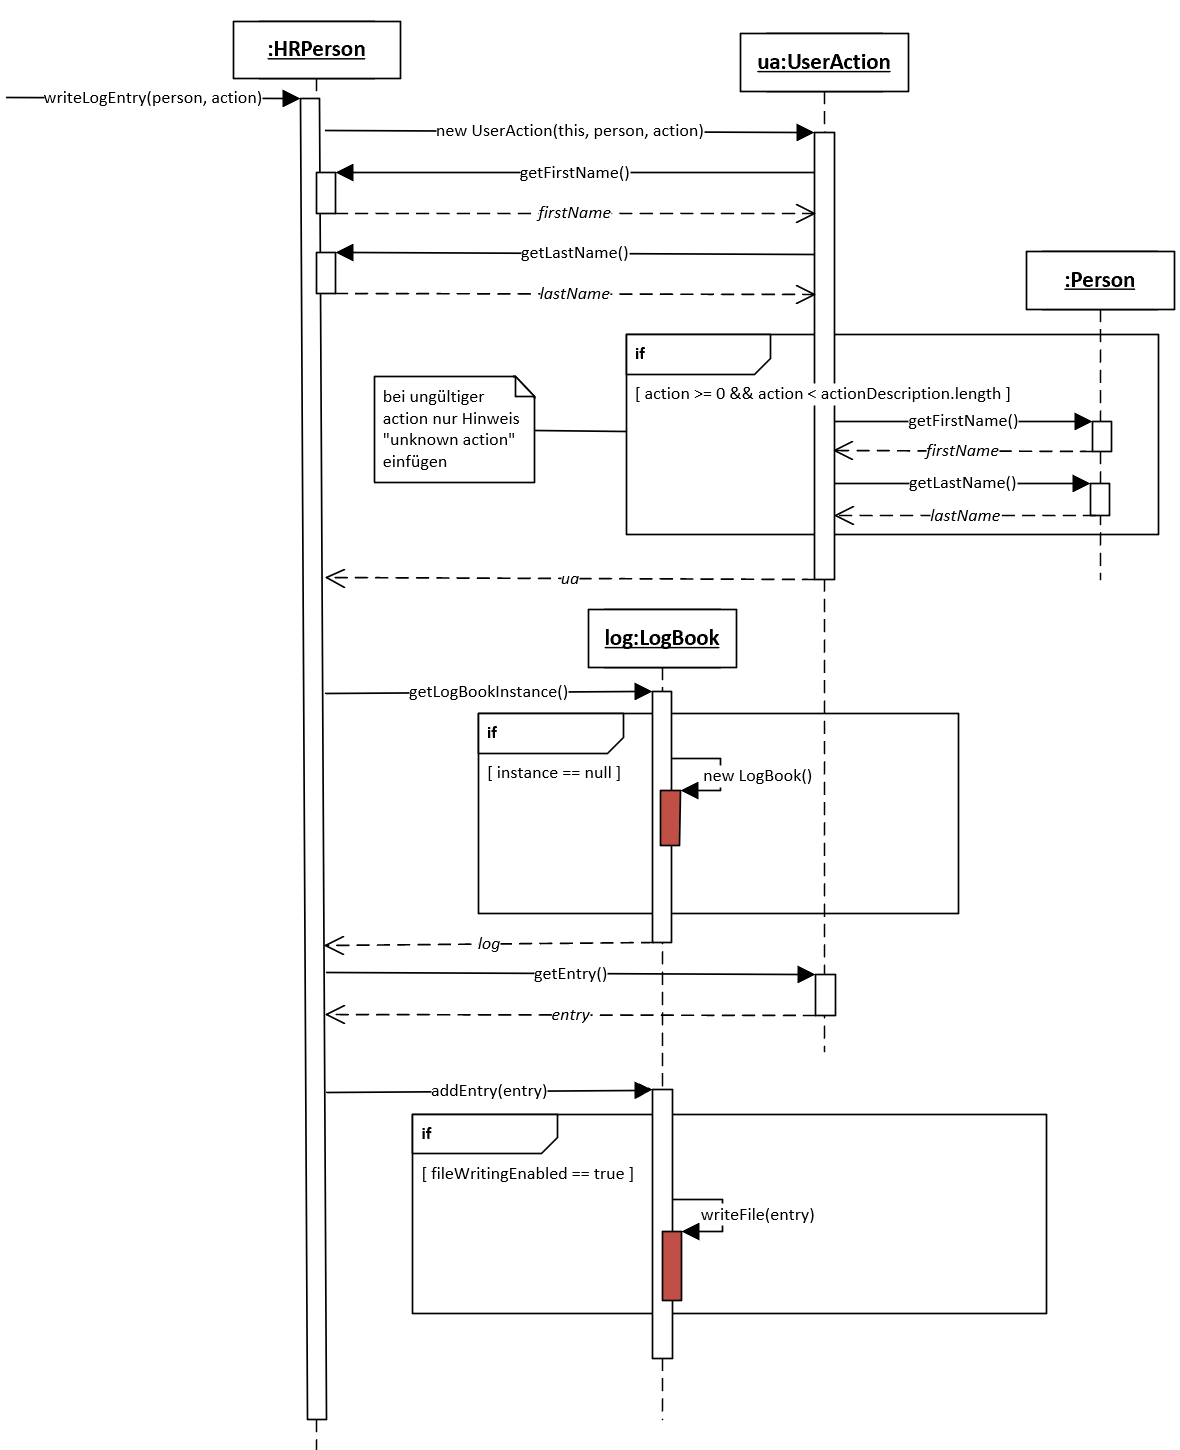 :HRPerson
ua:UserAction
writeLogEntry(person, action)
new UserAction(this, person, action)
getFirstName()
firstName
getLastName()
lastName
:Person
if
[ action >= 0 && action < actionDescription.length ]
bei ungültiger
action nur Hinweis
"unknown action"
einfügen
getFirstName()
firstName
getLastName()
lastName
ua
log:LogBook
getLogBookInstance()
if
[ instance == null ]
new LogBook()
log
getEntry()
entry
addEntry(entry)
if
[ fileWritingEnabled == true ]
writeFile(entry)